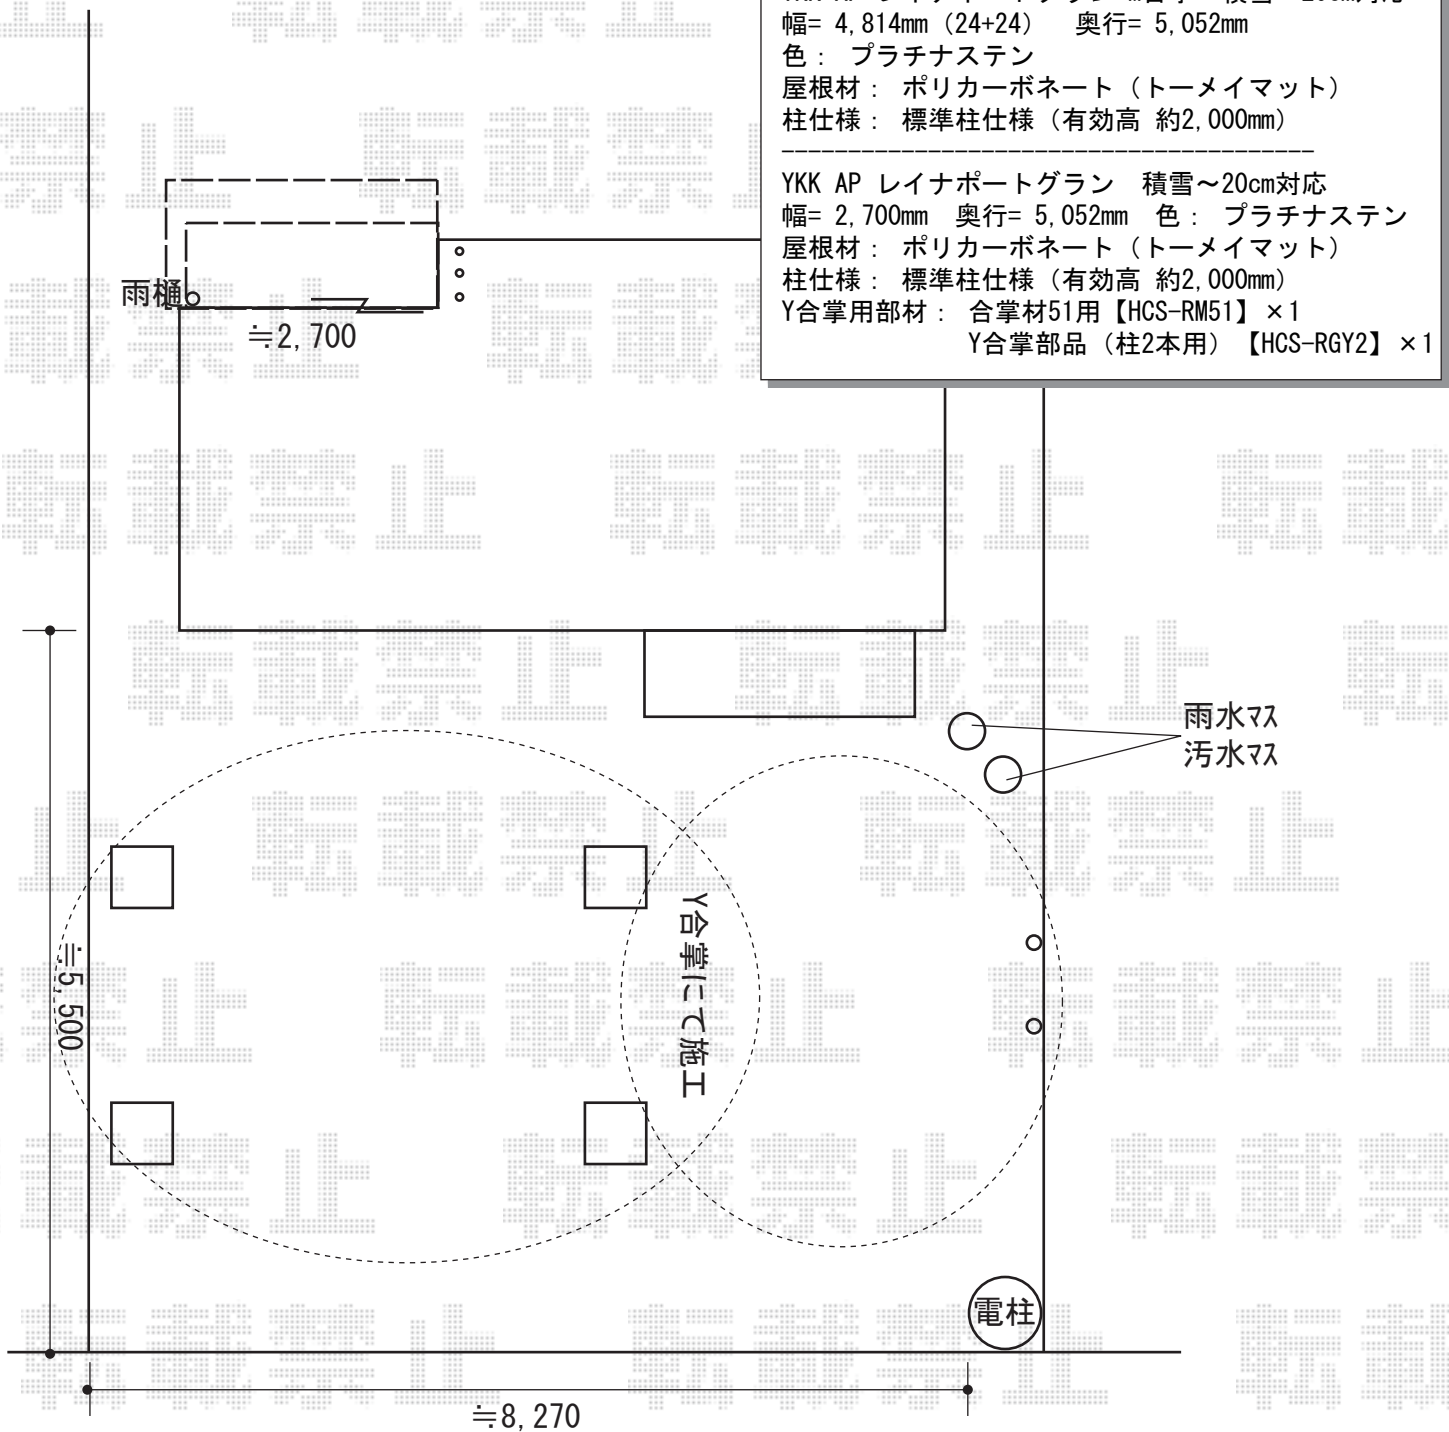 幅= 4,814mm（24+24）　奥行= 5,052mm
色： プラチナステン
屋根材： ポリカーボネート（トーメイマット）
柱仕様： 標準柱仕様（有効高 約2,000mm）
----------------------------------------
YKK AP レイナポートグラン　積雪～20cm対応
幅= 2,700mm　奥行= 5,052mm　色： プラチナステン
屋根材： ポリカーボネート（トーメイマット）
柱仕様： 標準柱仕様（有効高 約2,000mm）
Y合掌用部材： 合掌材51用【HCS-RM51】×1
Y合掌部品（柱2本用）【HCS-RGY2】×1
雨樋
≒2,700
雨水マス
汚水マス
Y合掌にて施工
≒5,500
電柱
≒8,270
転載禁止